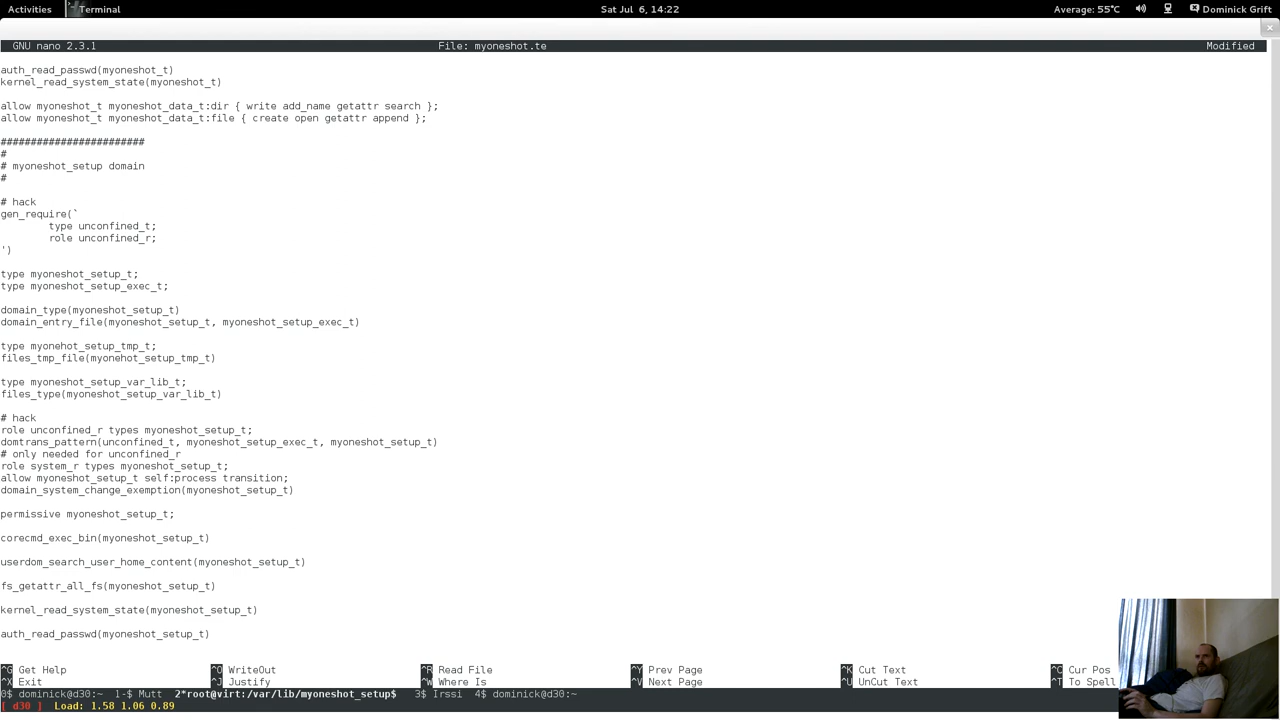 Activities Terminal Sat Jul 6, 14:22 Average: 55°C Dominick Grift
GNU nano 2.3.1 File: myoneshot.te Modified
auth_read_passwd(myoneshot_t)
kernel_read_system_state(myoneshot_t)
allow myoneshot_t myoneshot_data_t:dir { write add_name getattr search };
allow myoneshot_t myoneshot_data_t:file { create open getattr append };
########################
#
# myoneshot_setup domain
#
# hack
gen_require(`
type unconfined_t;
role unconfined_r;
')
type myoneshot_setup_t;
type myoneshot_setup_exec_t;
domain_type(myoneshot_setup_t)
domain_entry_file(myoneshot_setup_t, myoneshot_setup_exec_t)
type myonehot_setup_tmp_t;
files_tmp_file(myonehot_setup_tmp_t)
type myoneshot_setup_var_lib_t;
files_type(myoneshot_setup_var_lib_t)
# hack
role unconfined_r types myoneshot_setup_t;
domtrans_pattern(unconfined_t, myoneshot_setup_exec_t, myoneshot_setup_t)
# only needed for unconfined_r
role system_r types myoneshot_setup_t;
allow myoneshot_setup_t self:process transition;
domain_system_change_exemption(myoneshot_setup_t)
permissive myoneshot_setup_t;
corecmd_exec_bin(myoneshot_setup_t)
userdom_search_user_home_content(myoneshot_setup_t)
fs_getattr_all_fs(myoneshot_setup_t)
kernel_read_system_state(myoneshot_setup_t)
auth_read_passwd(myoneshot_setup_t)
^G Get Help ^O WriteOut ^R Read File ^Y Prev Page ^K Cut Text ^C Cur Pos
^X Exit ^J Justify ^W Where Is ^V Next Page ^U UnCut Text ^T To Spell
0$ dominick@d30:~ 1-$ Mutt 2*root@virt:/var/lib/myoneshot_setup$ 3$ Irssi 4$ dominick@d30:~
[ d30 ] Load: 1.58 1.06 0.89